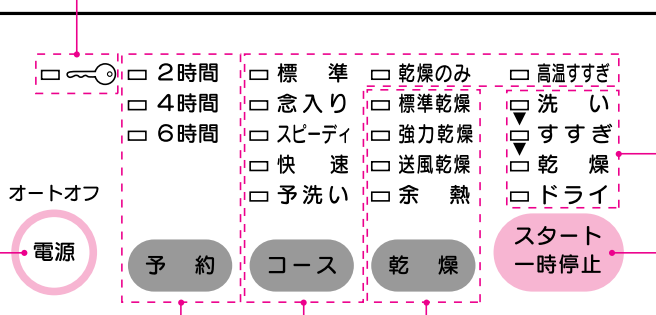 ２時間
４時間
６時間
標　準
念入り
スピーディ
快　速
予洗い
乾燥のみ
標準乾燥
強力乾燥
送風乾燥
余　熱
高温すすぎ
洗　い
すすぎ
乾　燥
ドライ
オートオフ
電源
予　約
コース
乾　燥
スタート
一時停止